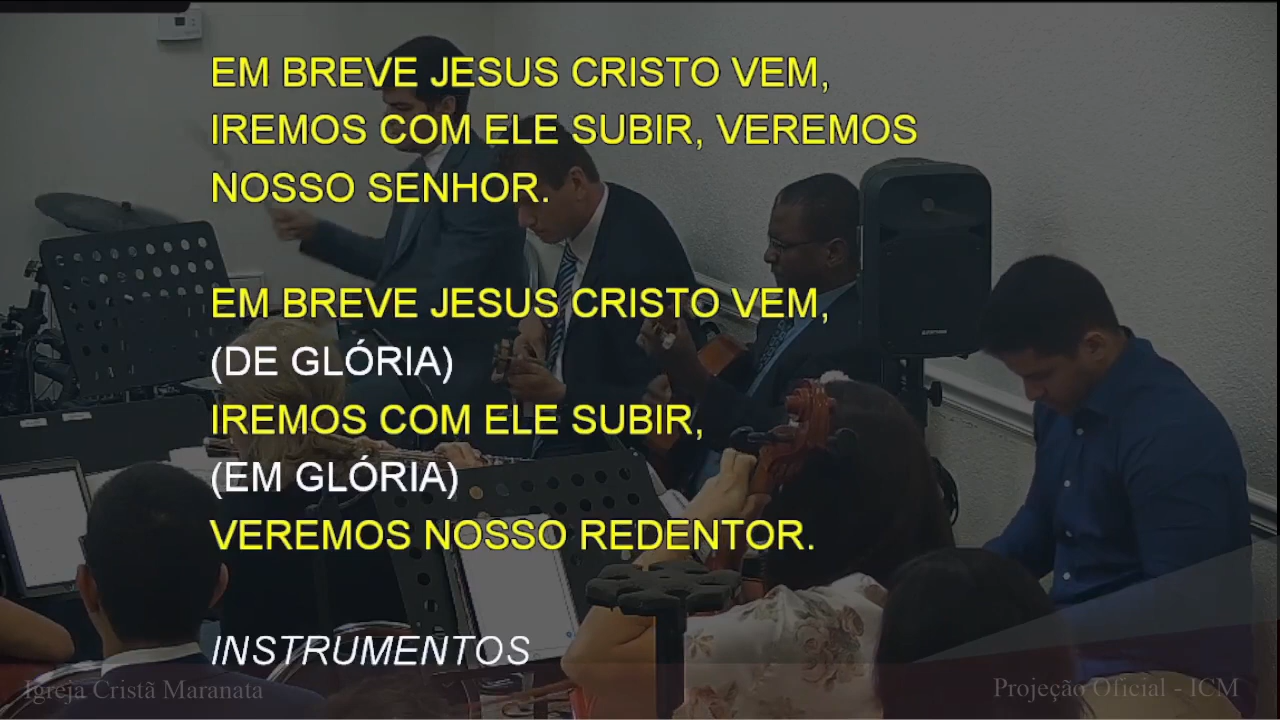 EM BREVE JESUS CRISTO VEM,
IREMOS COM ELE SUBIR, VEREMOS
NOSSO SENHOR.
EM BREVE JESUS CRISTO VEM,
(DE GLÓRIA)
IREMOS COM ELE SUBIR,
(EM GLÓRIA)
VEREMOS NOSSO REDENTOR.
INSTRUMENTOS
Igreja Cristã Maranata
Projeção Oficial - ICM